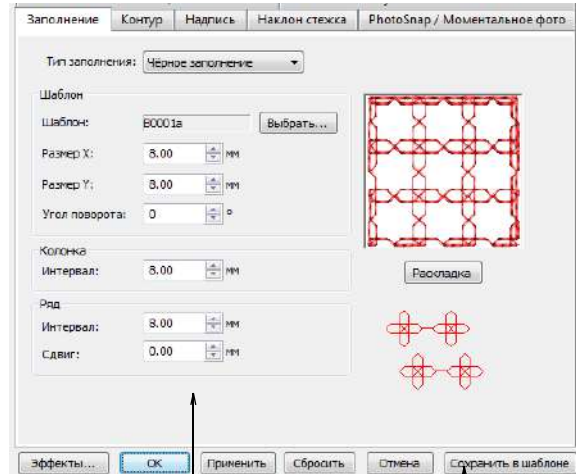 Заполнение Контур Надпись Наклон стежка PhotoSnap / Моментальное фото
Тип заполнения: Чёрное заполнение
Шаблон
Шаблон: B0001a Выбрать...
Размер X: 8.00 мм
Размер Y: 8.00 мм
Угол поворота: 0 °
Колонка
Интервал: 8.00 мм
Раскладка
Ряд
Интервал: 8.00 мм
Сдвиг: 0.00 мм
Эффекты... OK Применить Сбросить Отмена Сохранить в шаблоне